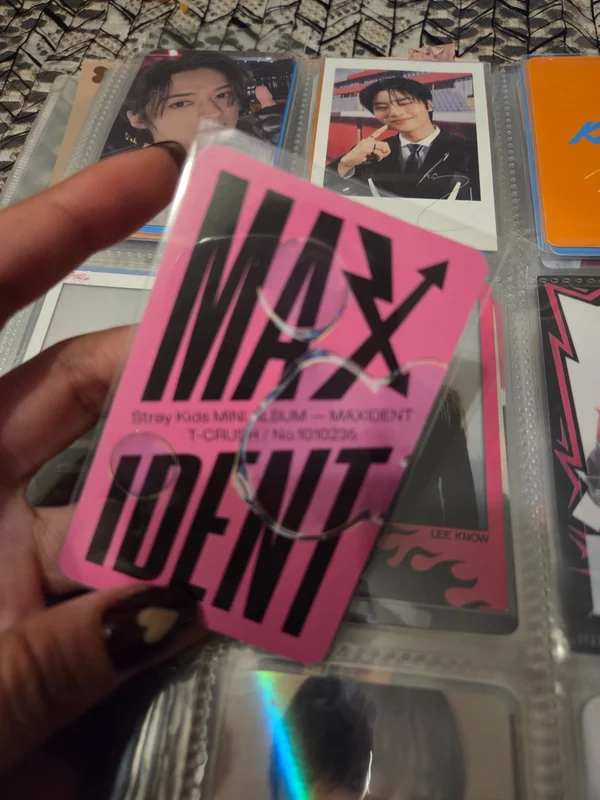 MAX
Stray Kids MINI ALBUM — MAXIDENT
T-CRUSH / No.1010235
IDENT
LEE KNOW